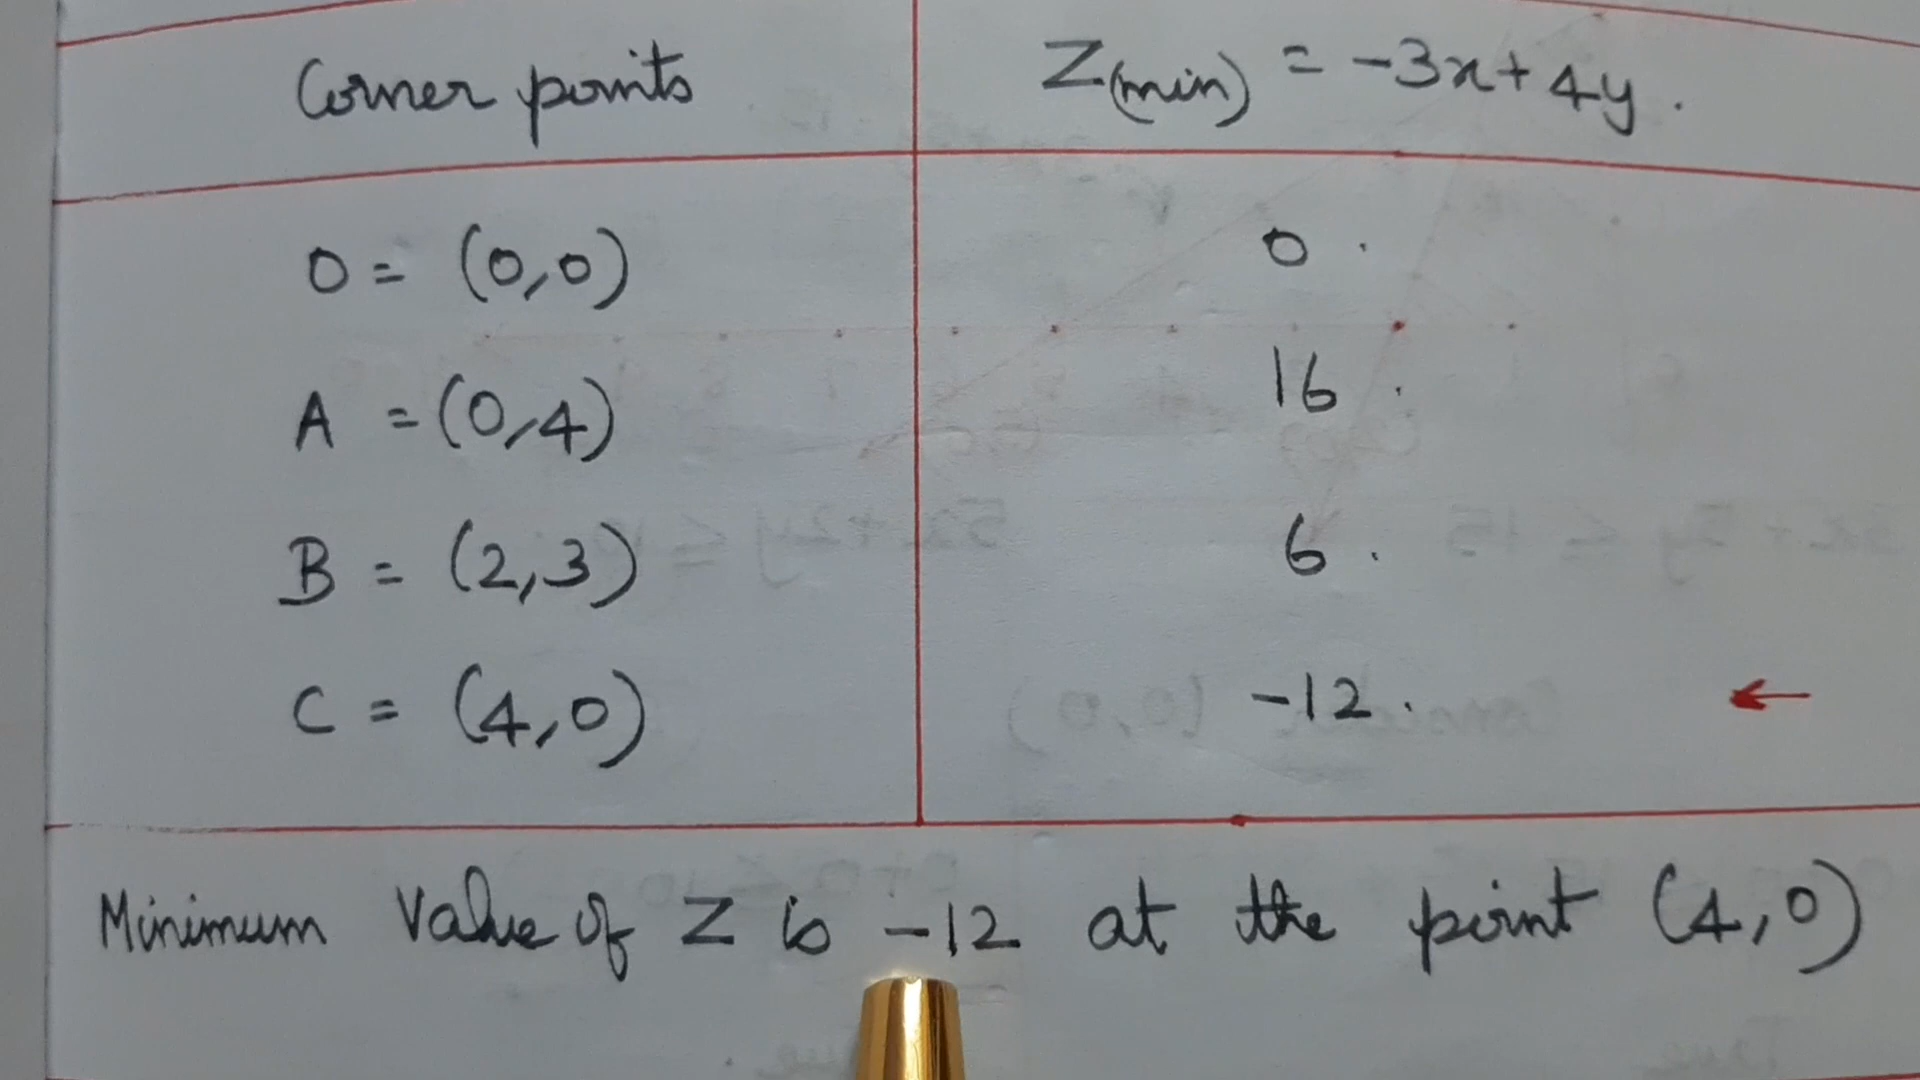 Corner points Z(min) = -3x + 4y.
O = (0,0) 0.
A = (0,4) 16.
B = (2,3) 6.
C = (4,0) -12. ←
Minimum Value of Z is -12 at the point (4,0)